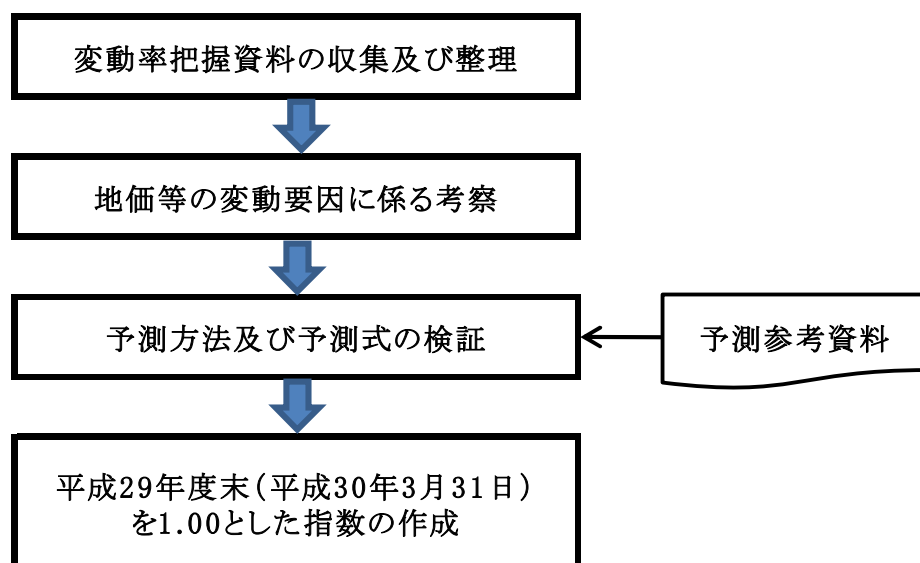 変動率把握資料の収集及び整理
地価等の変動要因に係る考察
予測方法及び予測式の検証
予測参考資料
平成29年度末（平成30年3月31日）
を1.00とした指数の作成